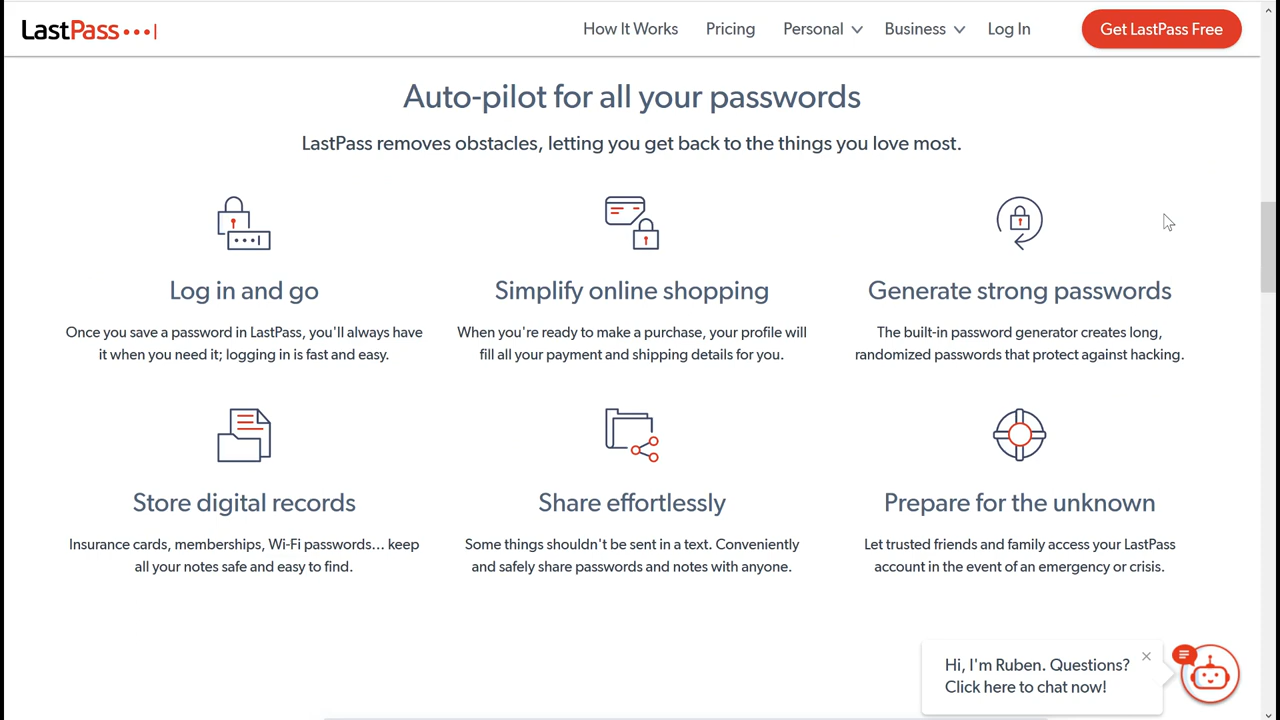 LastPass
How It Works
Pricing
Personal
Business
Log In
Get LastPass Free
Auto-pilot for all your passwords
LastPass removes obstacles, letting you get back to the things you love most.
Log in and go
Once you save a password in LastPass, you'll always have
it when you need it; logging in is fast and easy.
Simplify online shopping
When you're ready to make a purchase, your profile will
fill all your payment and shipping details for you.
Generate strong passwords
The built-in password generator creates long,
randomized passwords that protect against hacking.
Store digital records
Insurance cards, memberships, Wi-Fi passwords... keep
all your notes safe and easy to find.
Share effortlessly
Some things shouldn't be sent in a text. Conveniently
and safely share passwords and notes with anyone.
Prepare for the unknown
Let trusted friends and family access your LastPass
account in the event of an emergency or crisis.
Hi, I'm Ruben. Questions?
Click here to chat now!